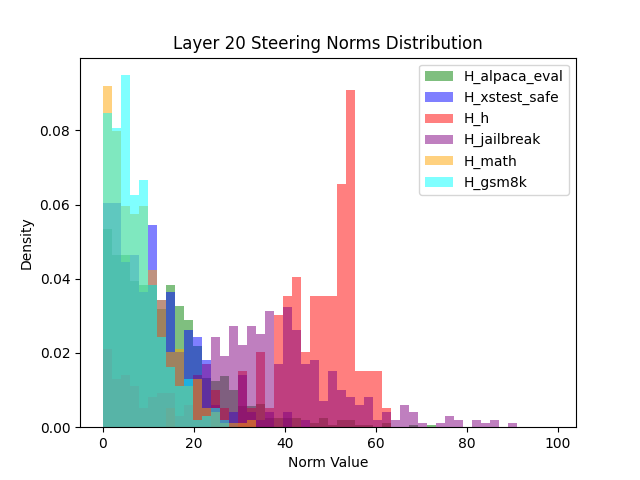 Layer 20 Steering Norms Distribution
H_alpaca_eval
H_xstest_safe
H_h
H_jailbreak
H_math
H_gsm8k
Density
0.08
0.06
0.04
0.02
0.00
0 20 40 60 80 100
Norm Value